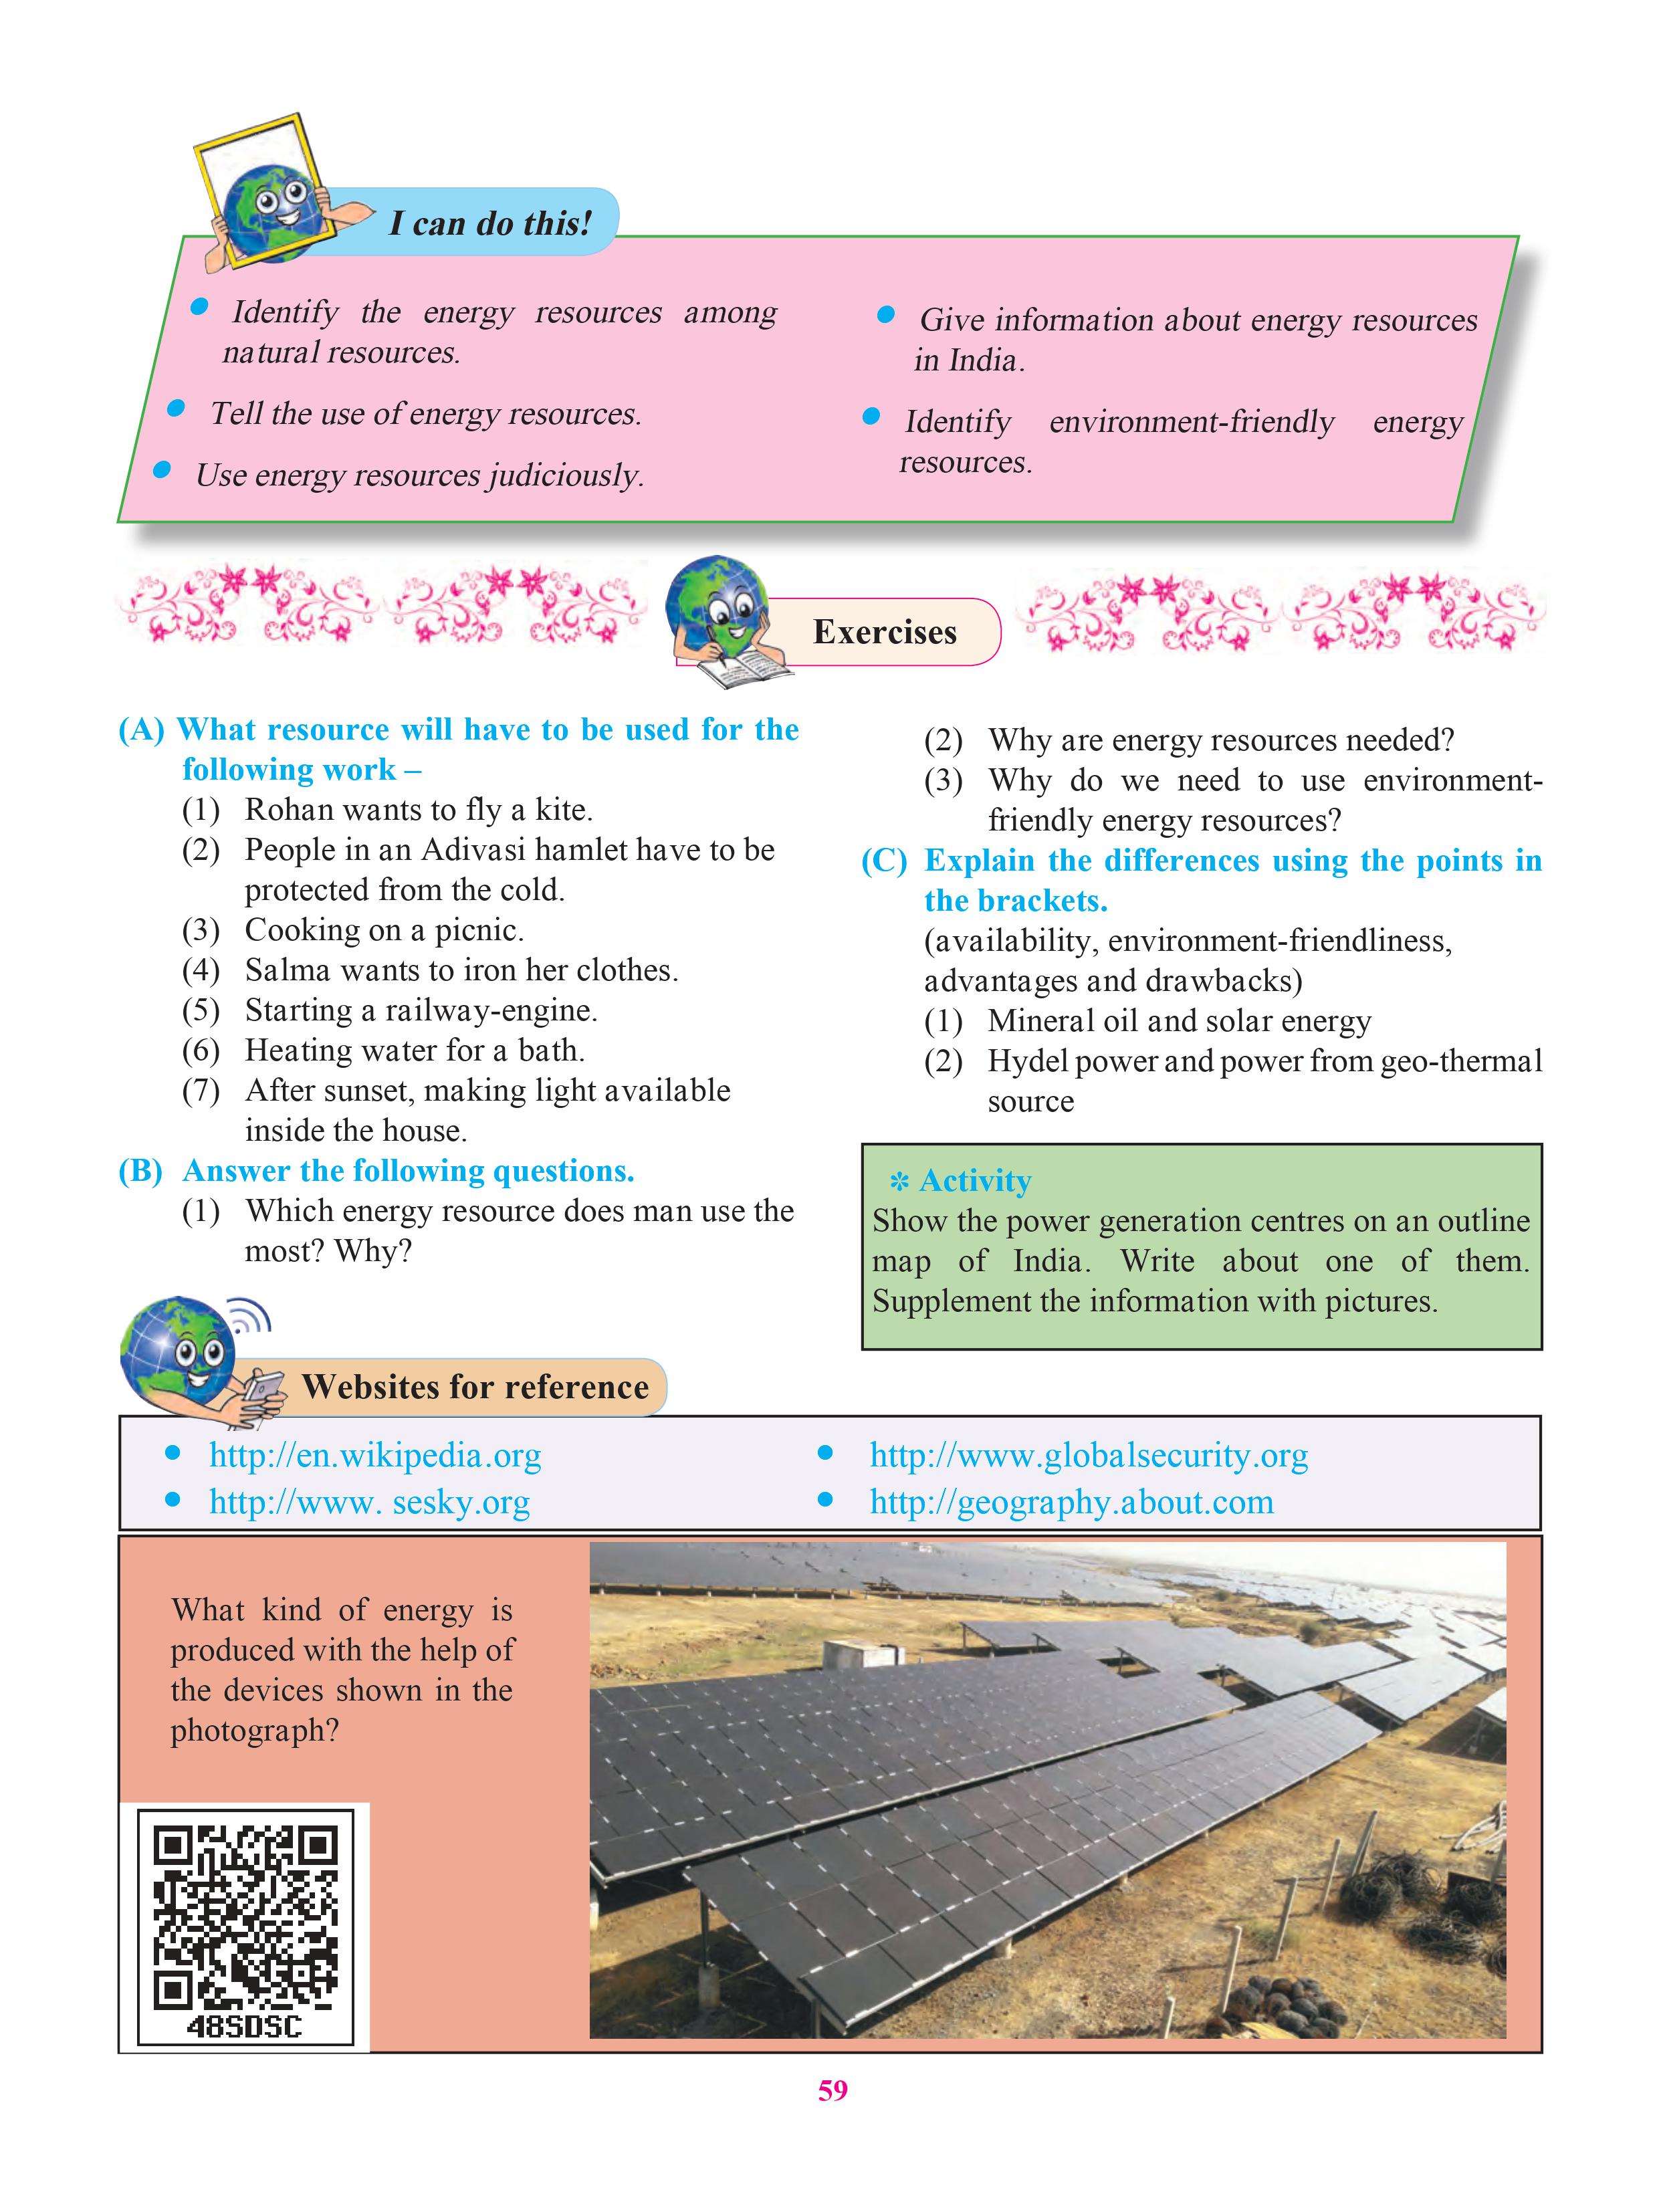 I can do this!
Identify the energy resources among
natural resources.
Tell the use of energy resources.
Use energy resources judiciously.
Give information about energy resources
in India.
Identify environment-friendly energy
resources.
Exercises
(A) What resource will have to be used for the
following work –
(1) Rohan wants to fly a kite.
(2) People in an Adivasi hamlet have to be
protected from the cold.
(3) Cooking on a picnic.
(4) Salma wants to iron her clothes.
(5) Starting a railway-engine.
(6) Heating water for a bath.
(7) After sunset, making light available
inside the house.
(B) Answer the following questions.
(1) Which energy resource does man use the
most? Why?
(2) Why are energy resources needed?
(3) Why do we need to use environment-
friendly energy resources?
(C) Explain the differences using the points in
the brackets.
(availability, environment-friendliness,
advantages and drawbacks)
(1) Mineral oil and solar energy
(2) Hydel power and power from geo-thermal
source
* Activity
Show the power generation centres on an outline
map of India. Write about one of them.
Supplement the information with pictures.
Websites for reference
http://en.wikipedia.org
http://www. sesky.org
http://www.globalsecurity.org
http://geography.about.com
What kind of energy is
produced with the help of
the devices shown in the
photograph?
48SDSC
59